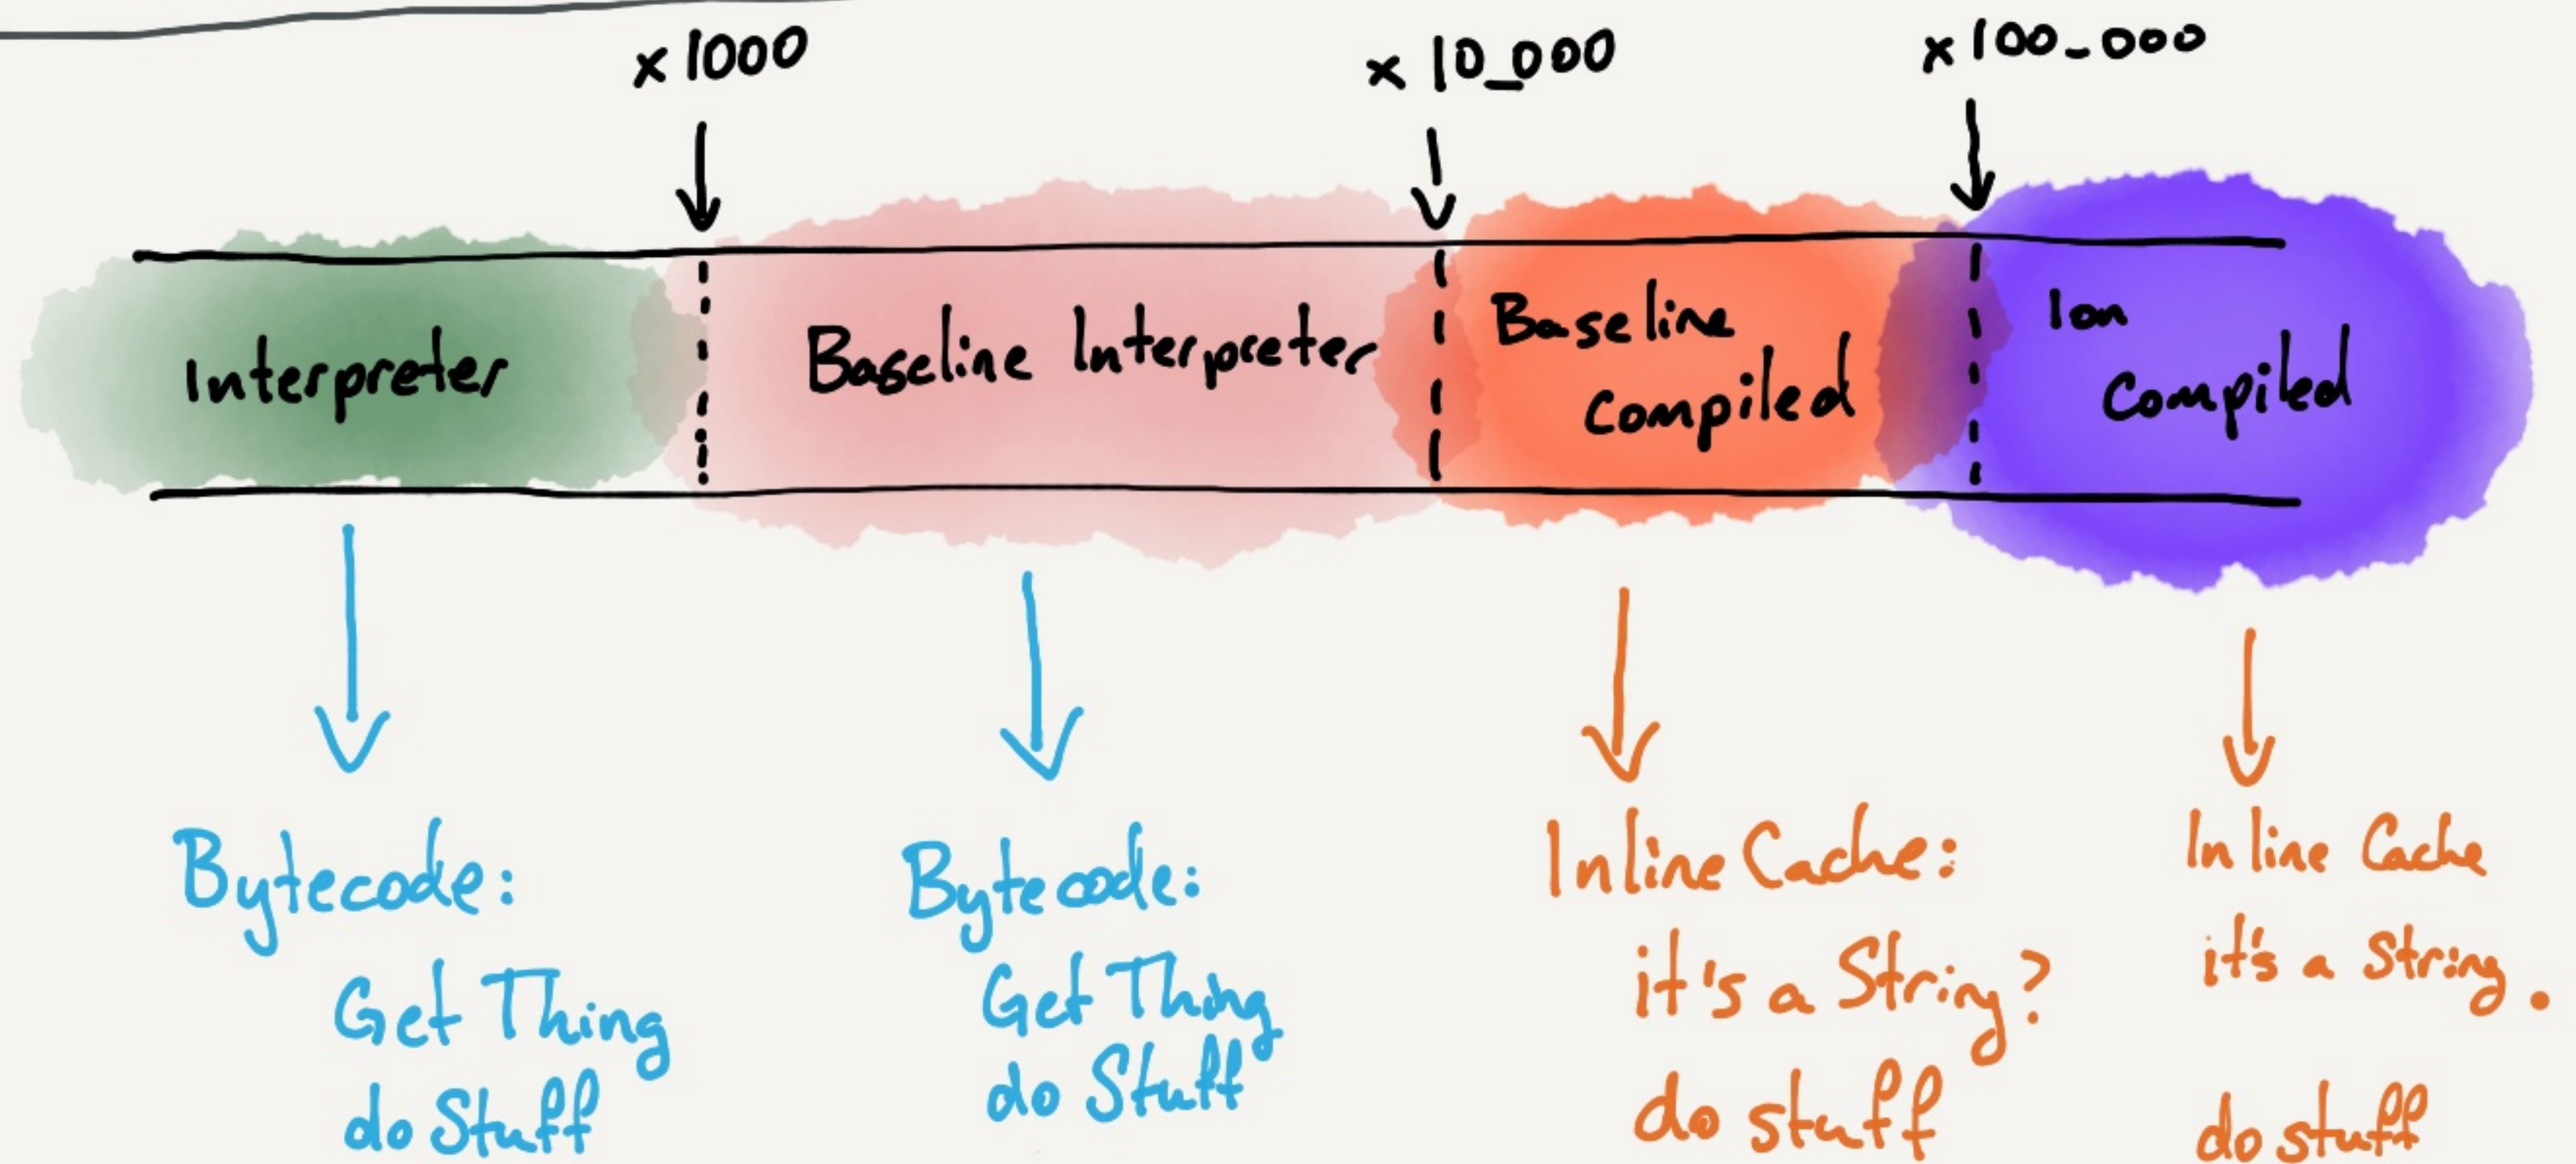 x 1000
x 10_000
x 100_000
Interpreter
Baseline Interpreter
Baseline
compiled
Ion
Compiled
Bytecode:
Get Thing
do Stuff
Bytecode:
Get Thing
do Stuff
Inline Cache:
it's a String?
do stuff
Inline Cache
it's a String.
do stuff